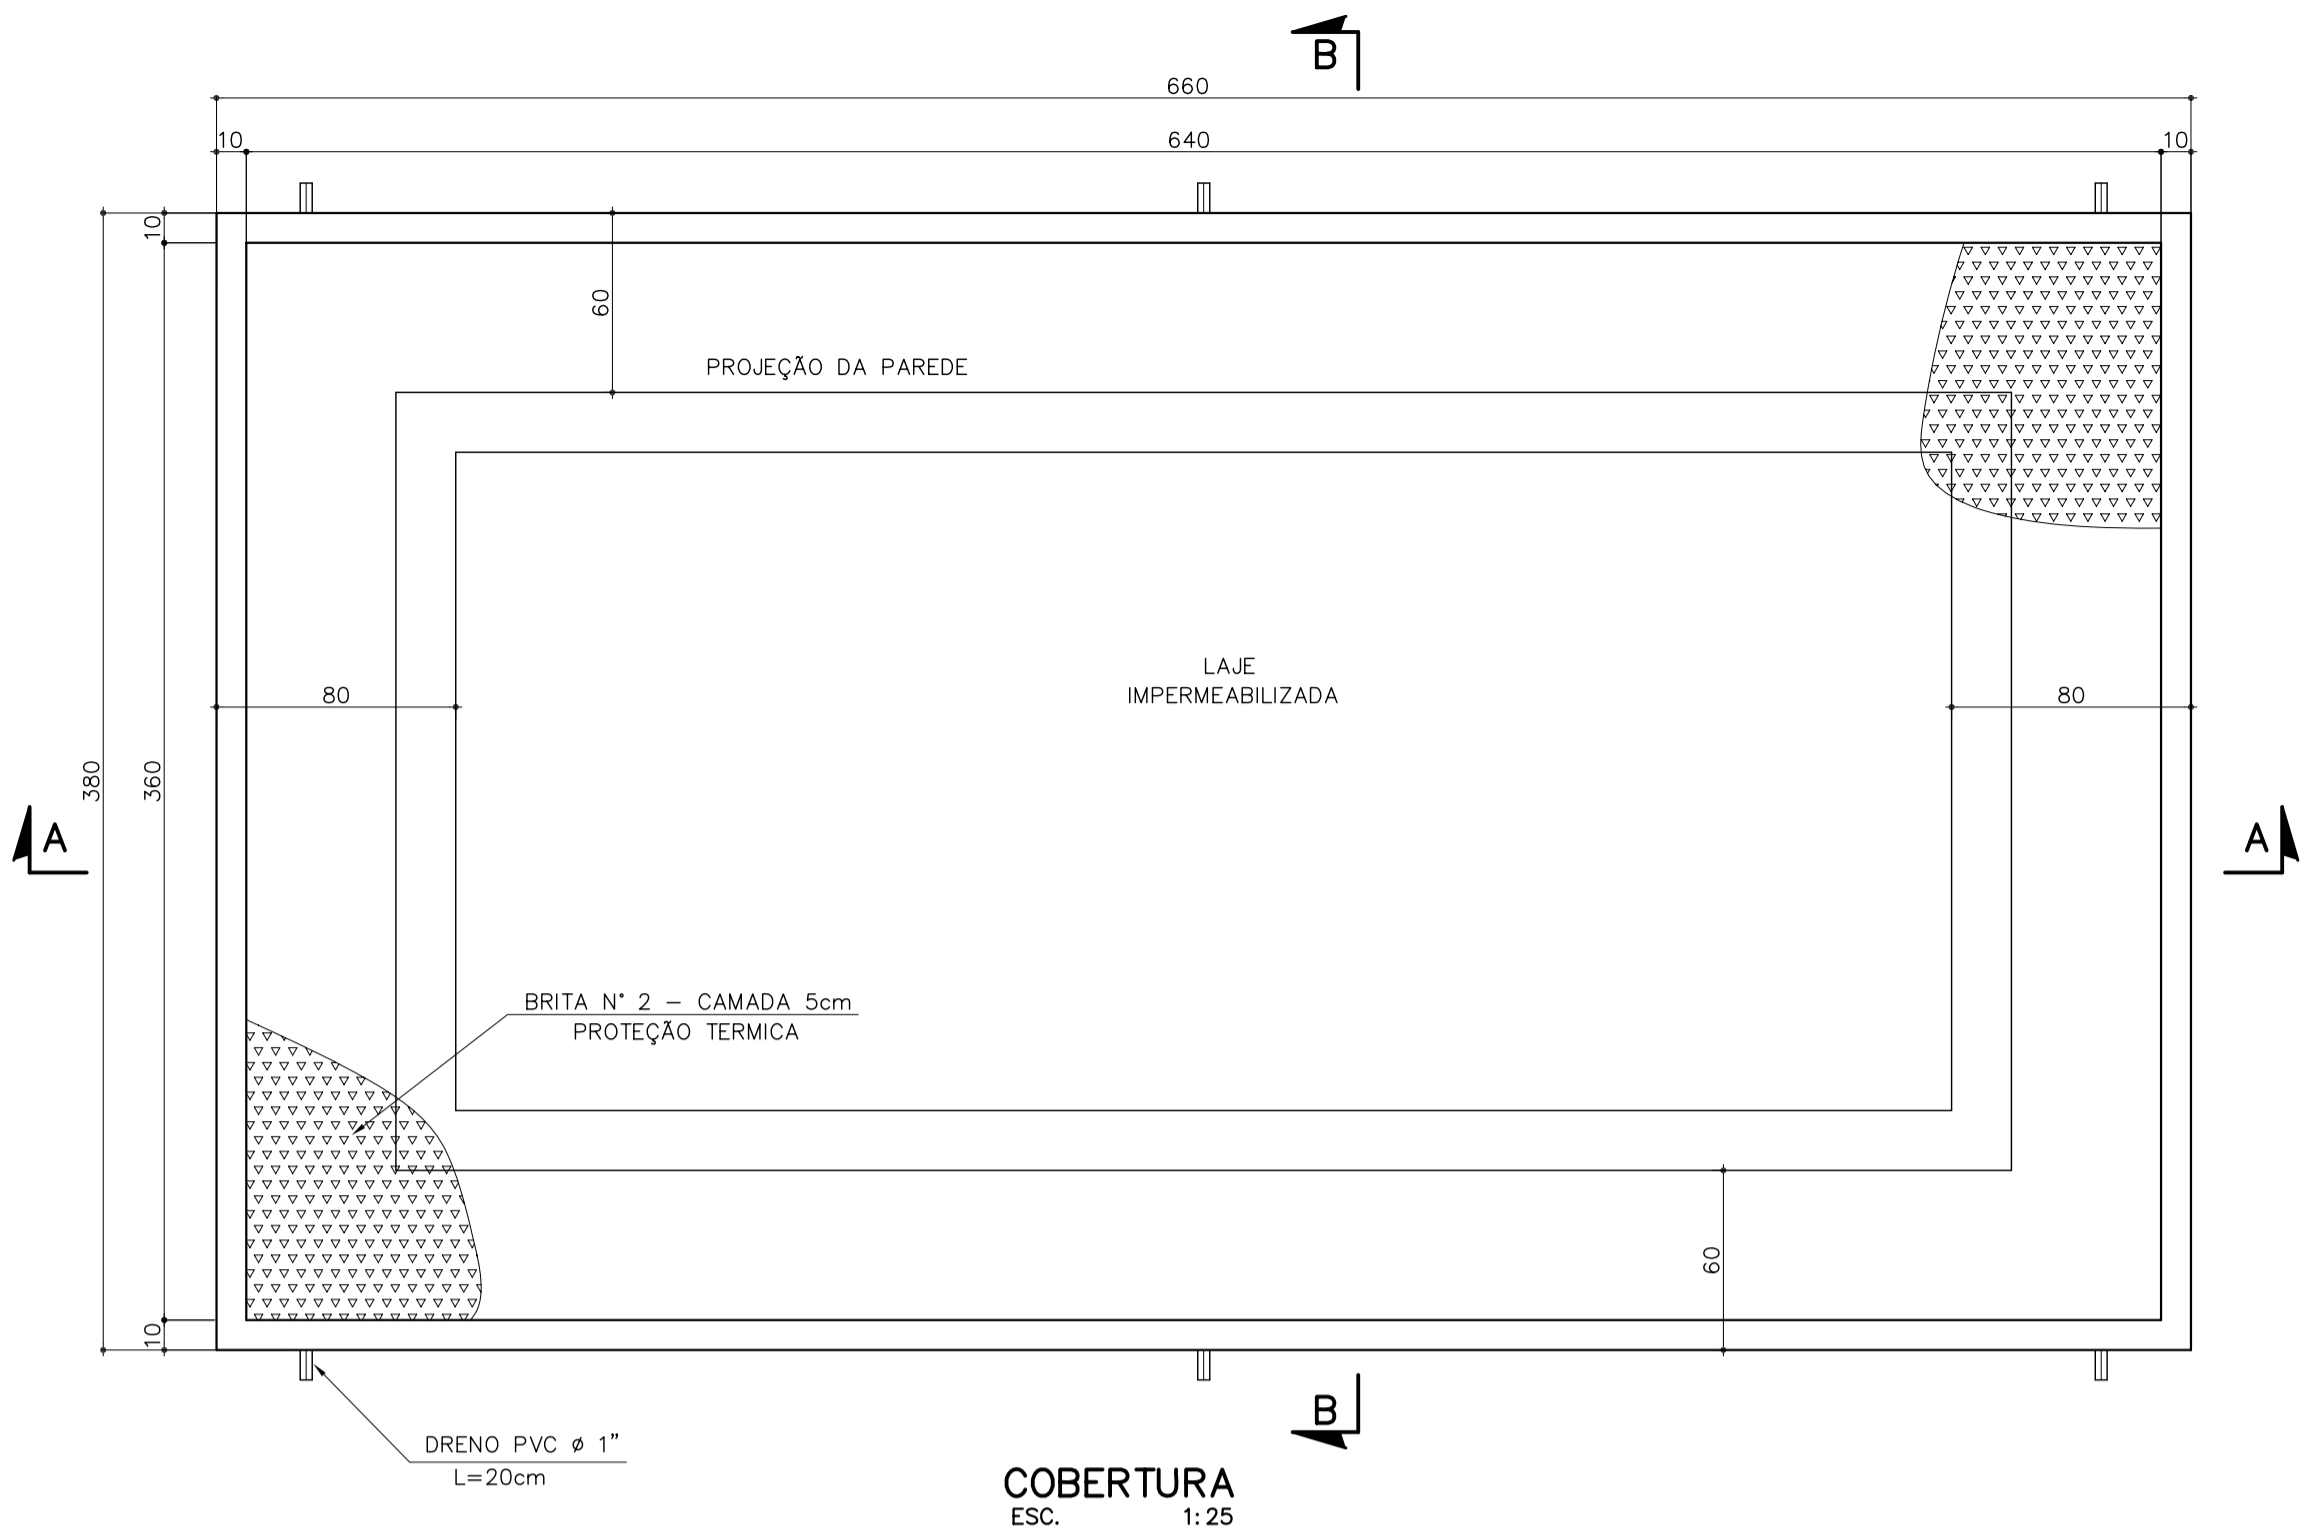 B
660
10
640
10
10
60
PROJEÇÃO DA PAREDE
LAJE
IMPERMEABILIZADA
80
80
380
360
A
A
BRITA N° 2 – CAMADA 5cm
PROTEÇÃO TERMICA
60
10
B
DRENO PVC ø 1"
L=20cm
COBERTURA
ESC. 1:25